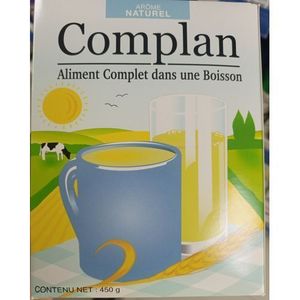 ARÔME
NATUREL
Complan
Aliment Complet dans une Boisson
CONTENU NET : 450 g